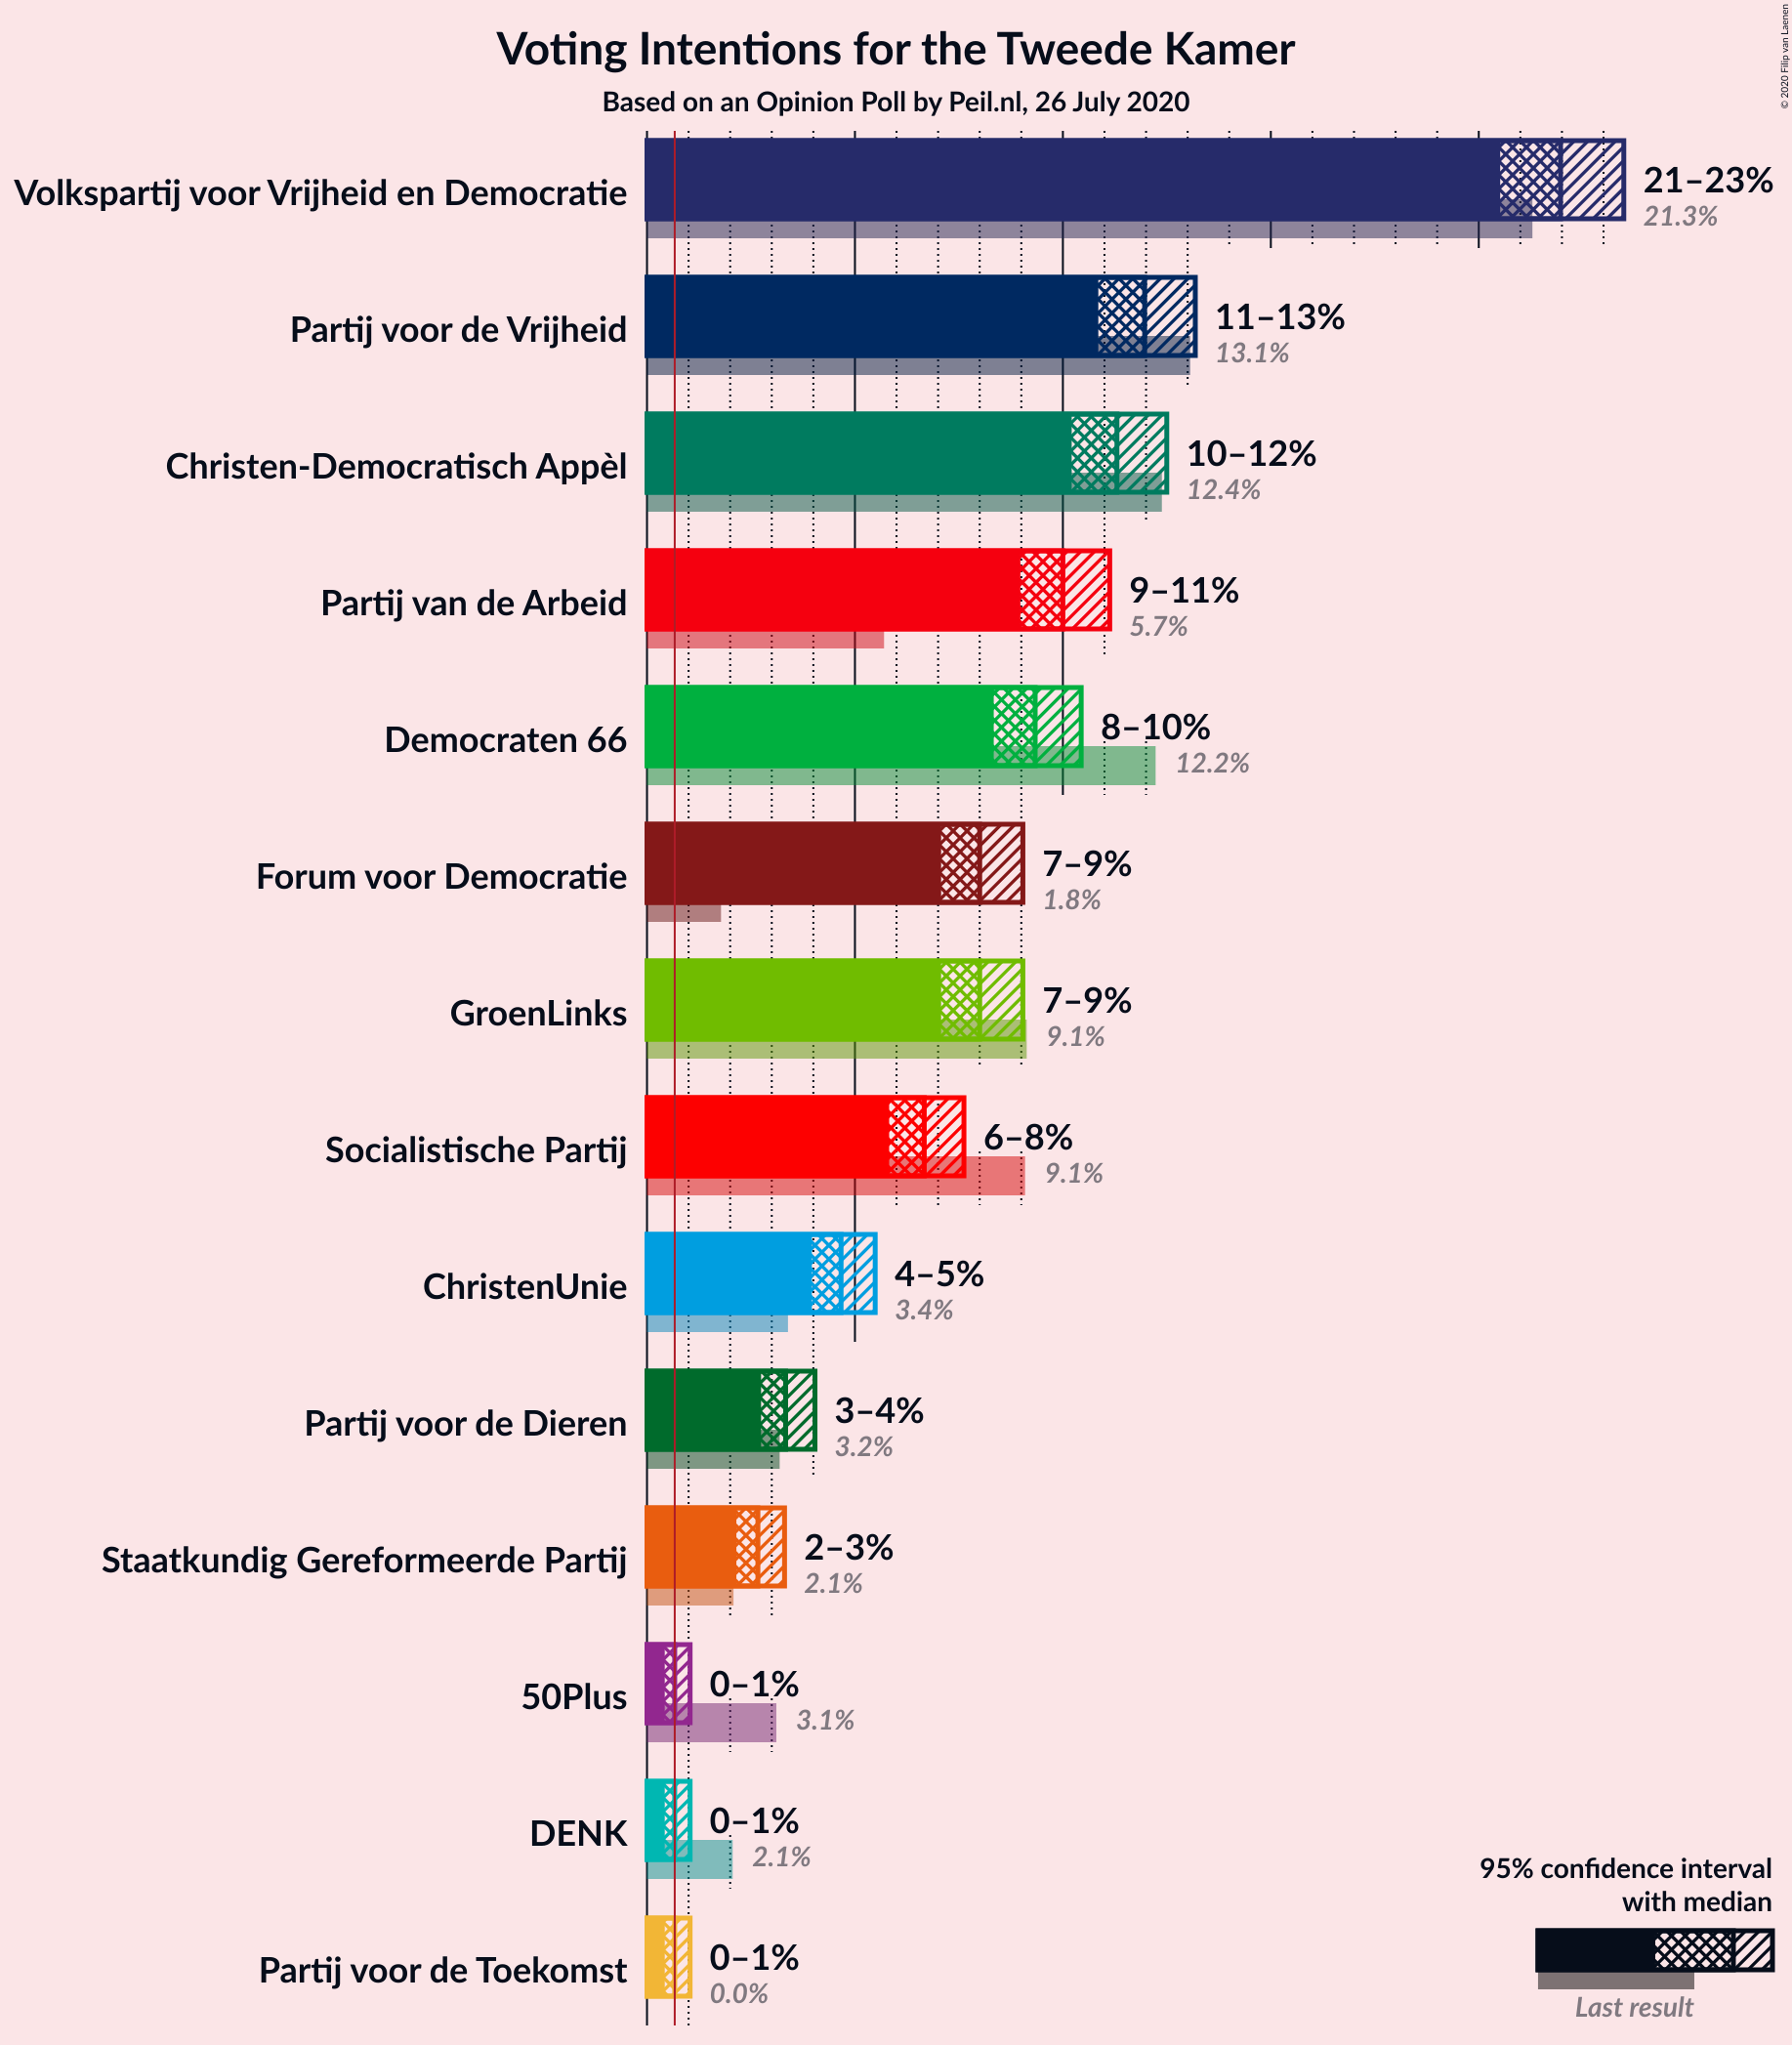 Voting Intentions for the Tweede Kamer
Based on an Opinion Poll by Peil.nl, 26 July 2020
© 2020 Filip van Laenen
Volkspartij voor Vrijheid en Democratie
21–23%
21.3%
Partij voor de Vrijheid
11–13%
13.1%
Christen-Democratisch Appèl
10–12%
12.4%
Partij van de Arbeid
9–11%
5.7%
Democraten 66
8–10%
12.2%
Forum voor Democratie
7–9%
1.8%
GroenLinks
7–9%
9.1%
Socialistische Partij
6–8%
9.1%
ChristenUnie
4–5%
3.4%
Partij voor de Dieren
3–4%
3.2%
Staatkundig Gereformeerde Partij
2–3%
2.1%
50Plus
0–1%
3.1%
DENK
0–1%
2.1%
Partij voor de Toekomst
0–1%
0.0%
95% confidence interval
with median
Last result